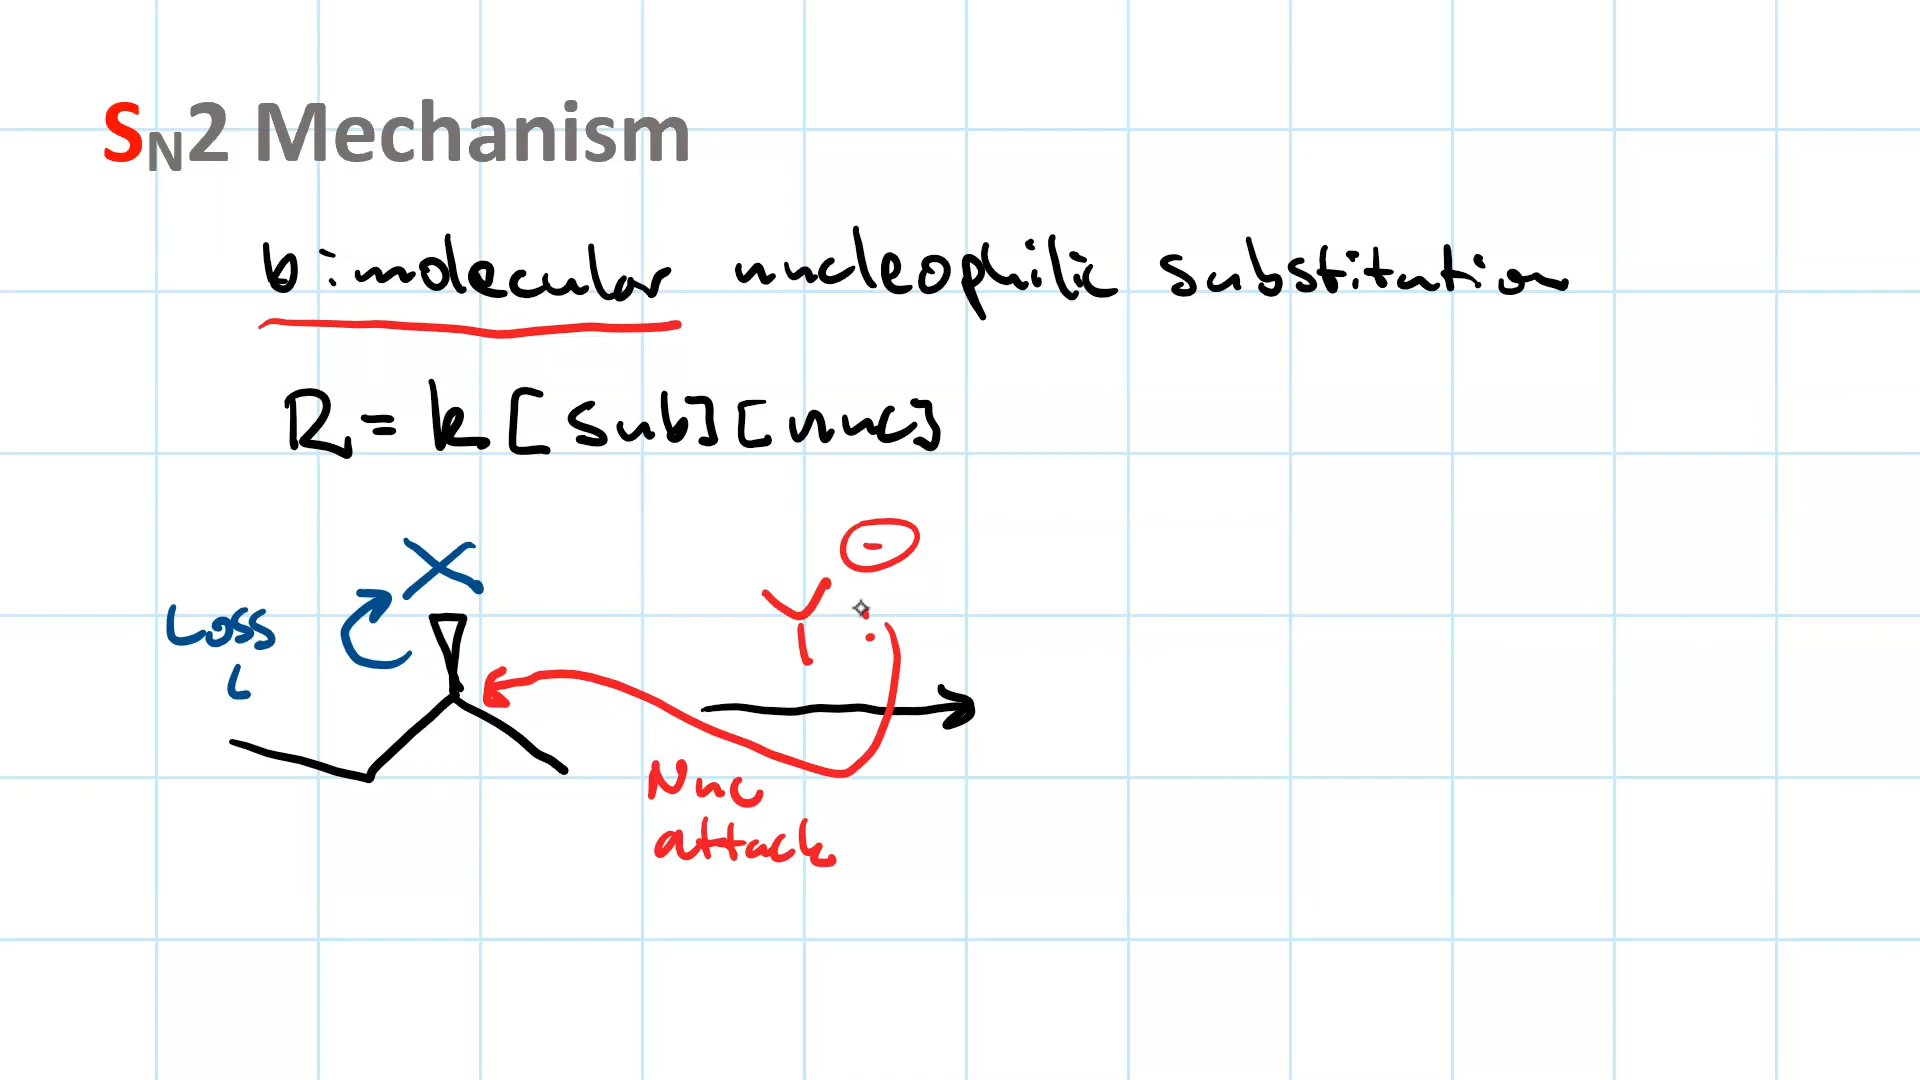 SN2 Mechanism
bimolecular nucleophilic substitution
R = k [sub] [nuc]
X
Y:
-
Loss
L
Nuc
attack